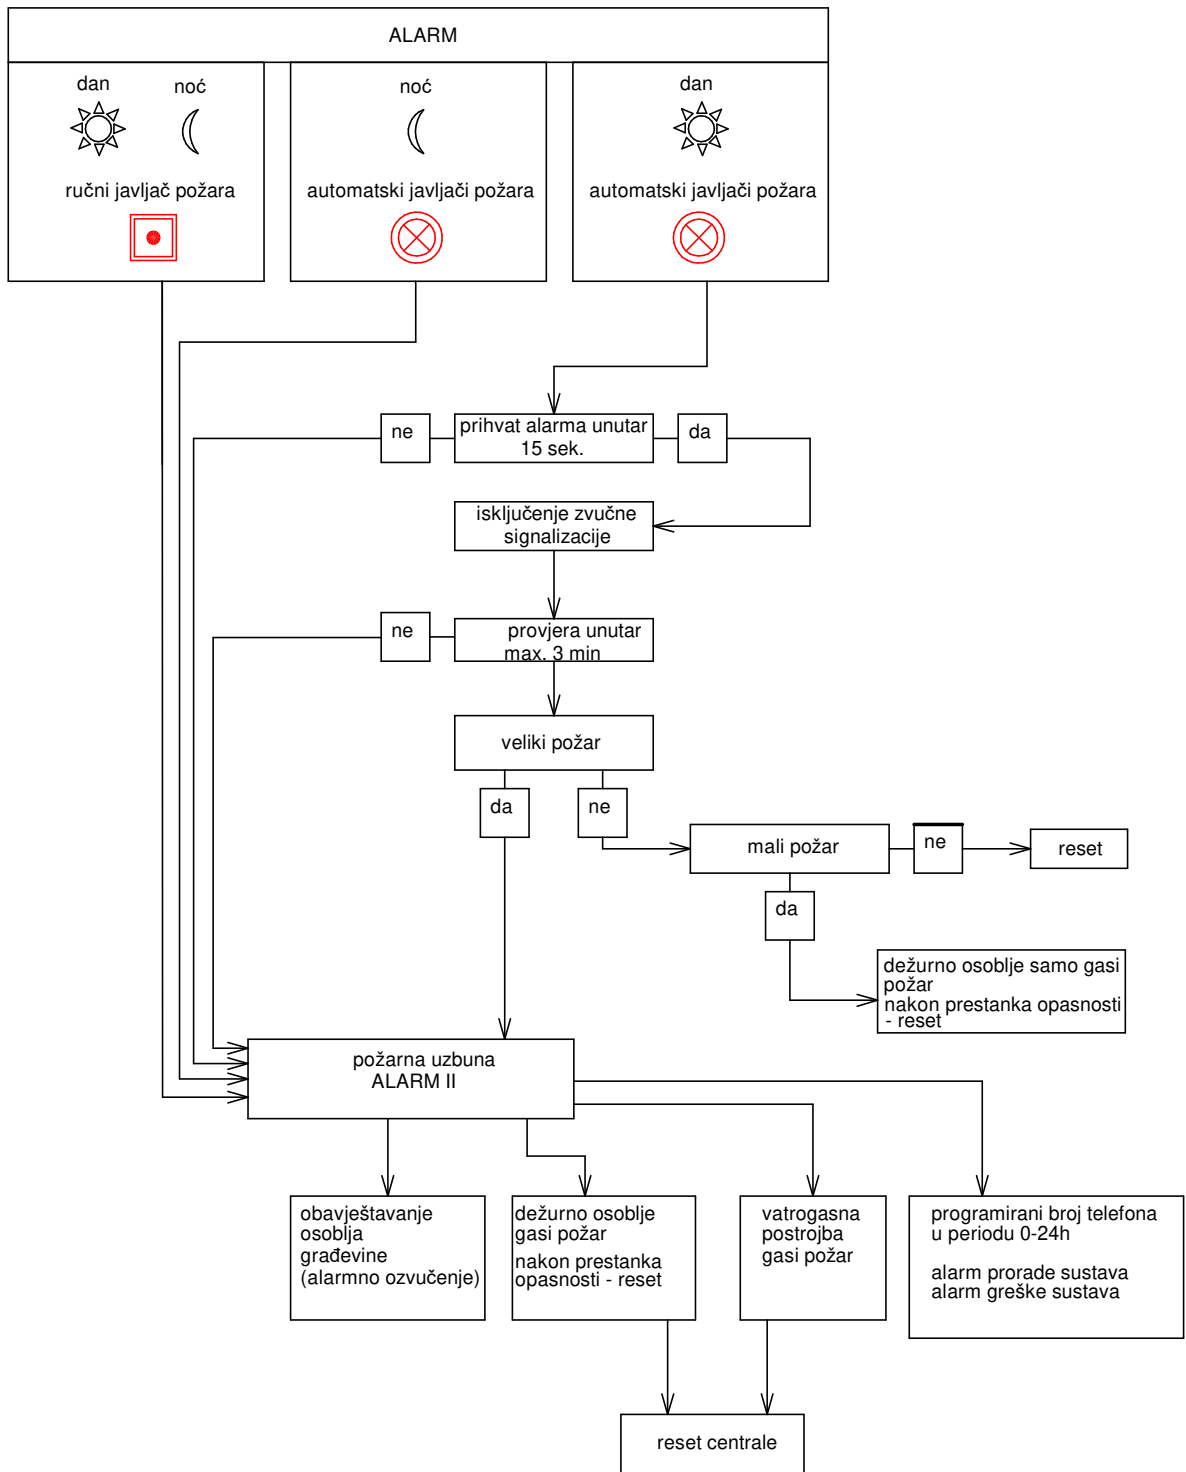 ALARM
dan
noć
ručni javljač požara
noć
automatski javljači požara
dan
automatski javljači požara
ne
prihvat alarma unutar
15 sek.
da
isključenje zvučne
signalizacije
ne
provjera unutar
max. 3 min
veliki požar
da
ne
mali požar
ne
reset
da
dežurno osoblje samo gasi
požar
nakon prestanka opasnosti
- reset
požarna uzbuna
ALARM II
obavještavanje
osoblja
građevine
(alarmno ozvučenje)
dežurno osoblje
gasi požar
nakon prestanka
opasnosti - reset
vatrogasna
postrojba
gasi požar
programirani broj telefona
u periodu 0-24h
alarm prorade sustava
alarm greške sustava
reset centrale